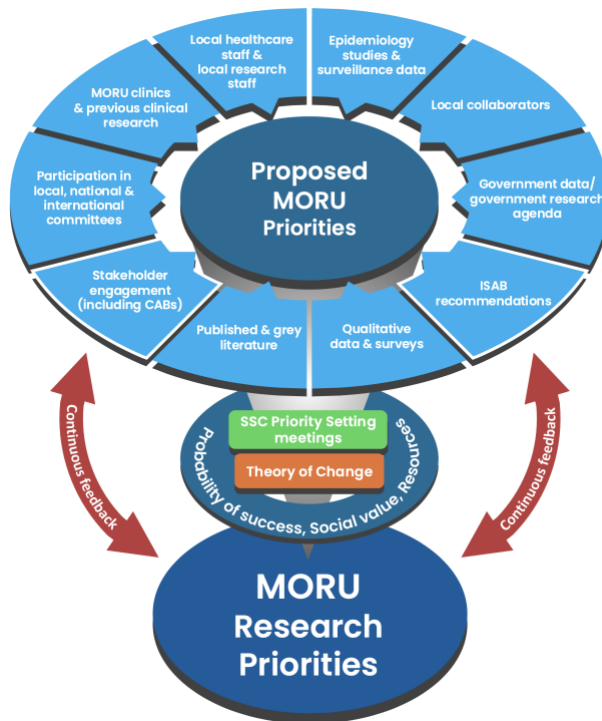 Local healthcare
staff &
local research
staff
Epidemiology
studies &
surveillance data
MORU clinics
& previous clinical
research
Local collaborators
Participation in
local, national &
international
committees
Proposed
MORU
Priorities
Government data/
government research
agenda
Stakeholder
engagement
(including CABs)
ISAB
recommendations
Published & grey
literature
Qualitative
data & surveys
SSC Priority Setting
meetings
Theory of Change
Probability of success, Social value, Resources
Continuous feedback
Continuous feedback
MORU
Research
Priorities